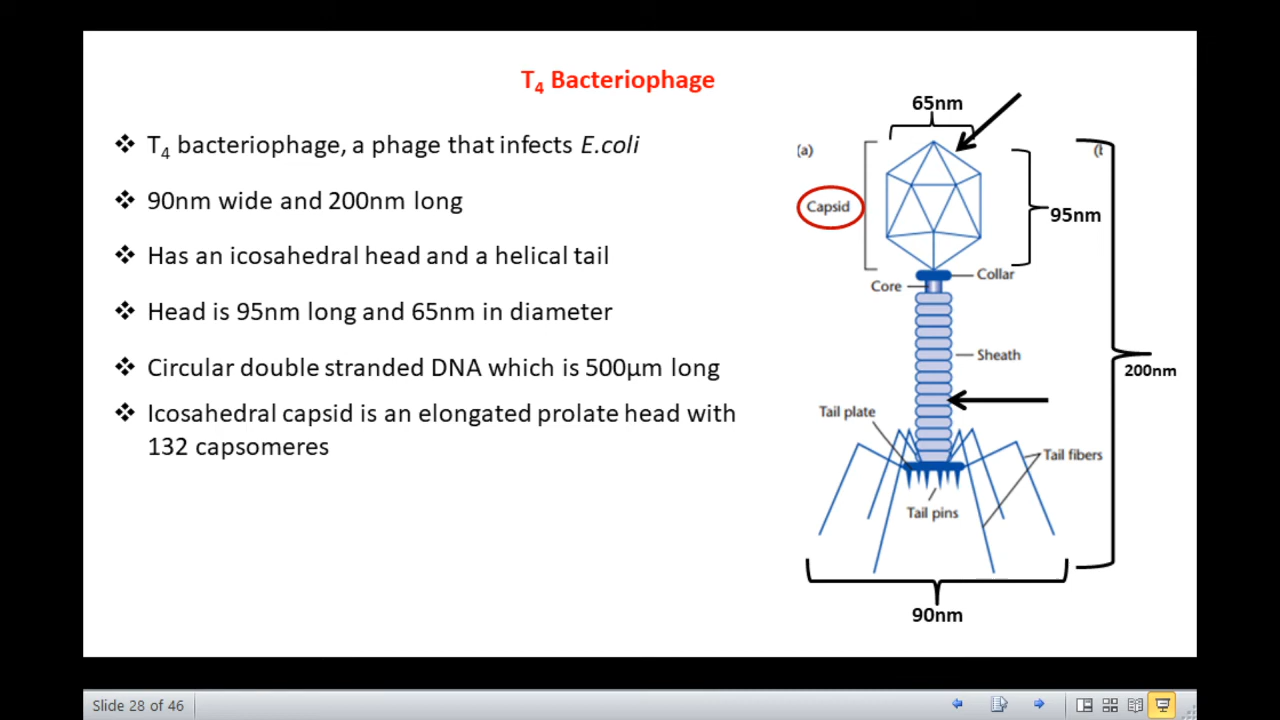 T4 Bacteriophage
❖ T4 bacteriophage, a phage that infects E.coli
❖ 90nm wide and 200nm long
❖ Has an icosahedral head and a helical tail
❖ Head is 95nm long and 65nm in diameter
❖ Circular double stranded DNA which is 500µm long
❖ Icosahedral capsid is an elongated prolate head with
132 capsomeres
65nm
(a)
Capsid
95nm
Collar
Core
Sheath
200nm
Tail plate
Tail fibers
Tail pins
90nm
Slide 28 of 46